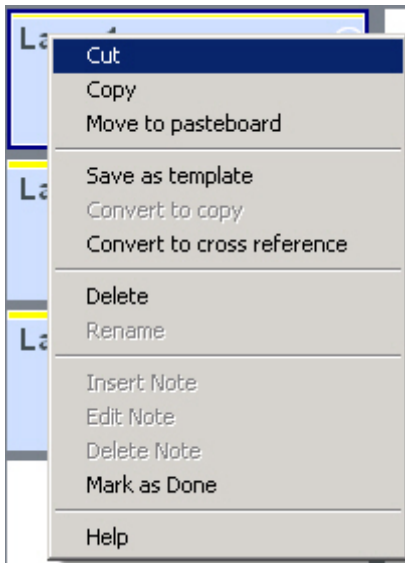 Cut
Copy
Move to pasteboard
Save as template
Convert to copy
Convert to cross reference
Delete
Rename
Insert Note
Edit Note
Delete Note
Mark as Done
Help